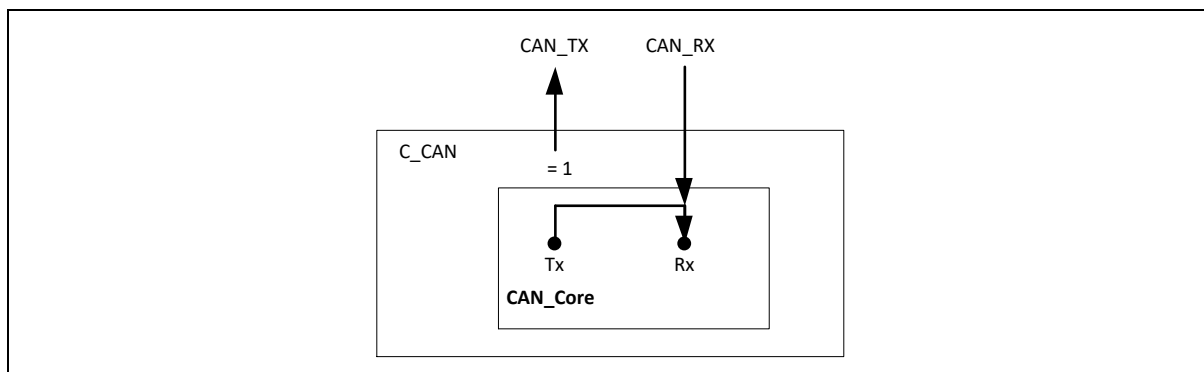 CAN_TX CAN_RX
C_CAN
= 1
Tx Rx
CAN_Core